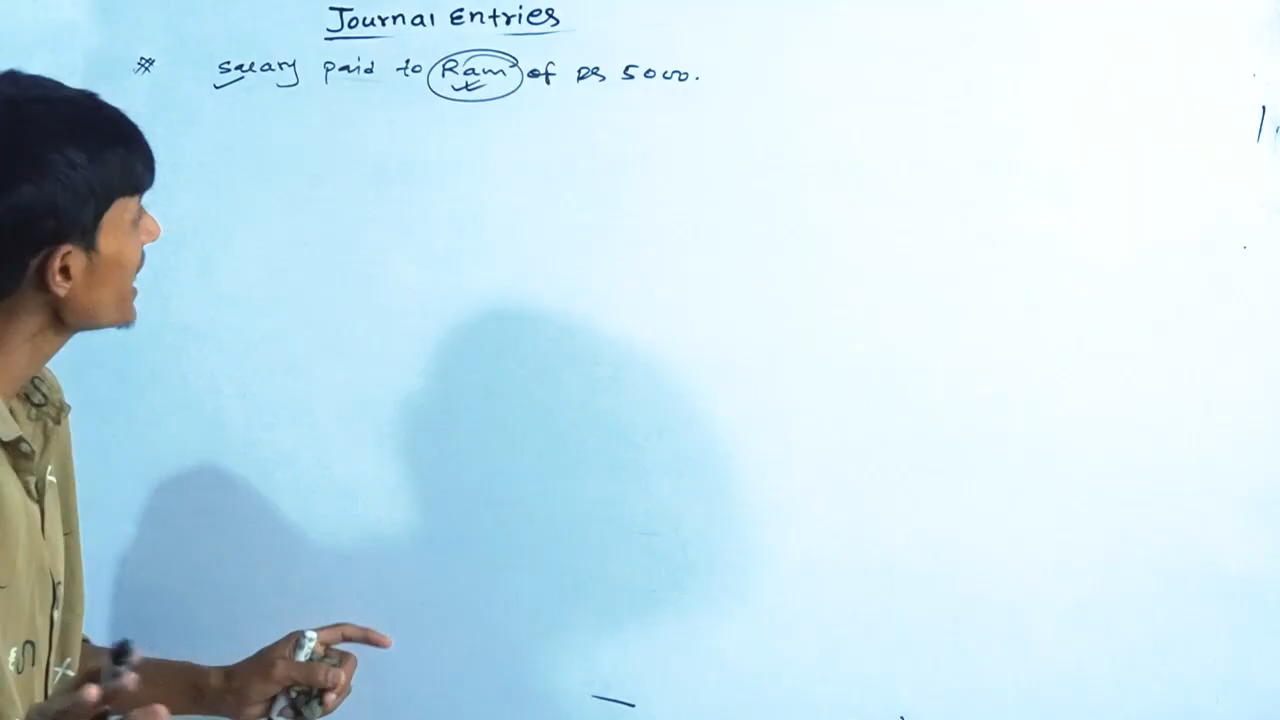 Journal Entries
* salary paid to Ram of Rs 5000.